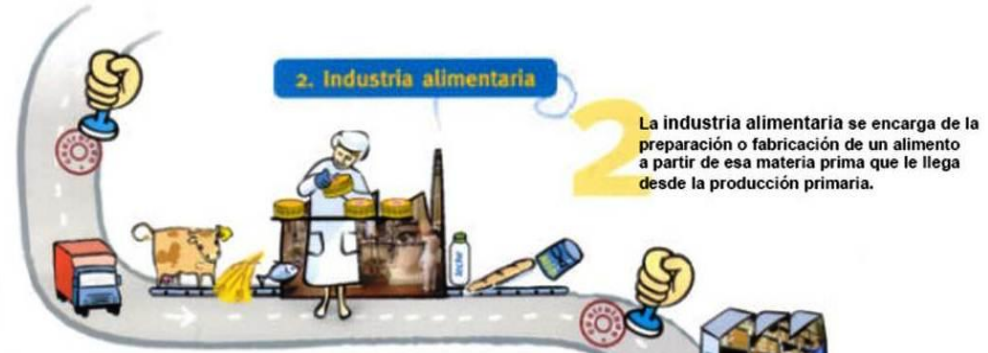 2. Industria alimentaria
2
La industria alimentaria se encarga de la
preparación o fabricación de un alimento
a partir de esa materia prima que le llega
desde la producción primaria.
leche